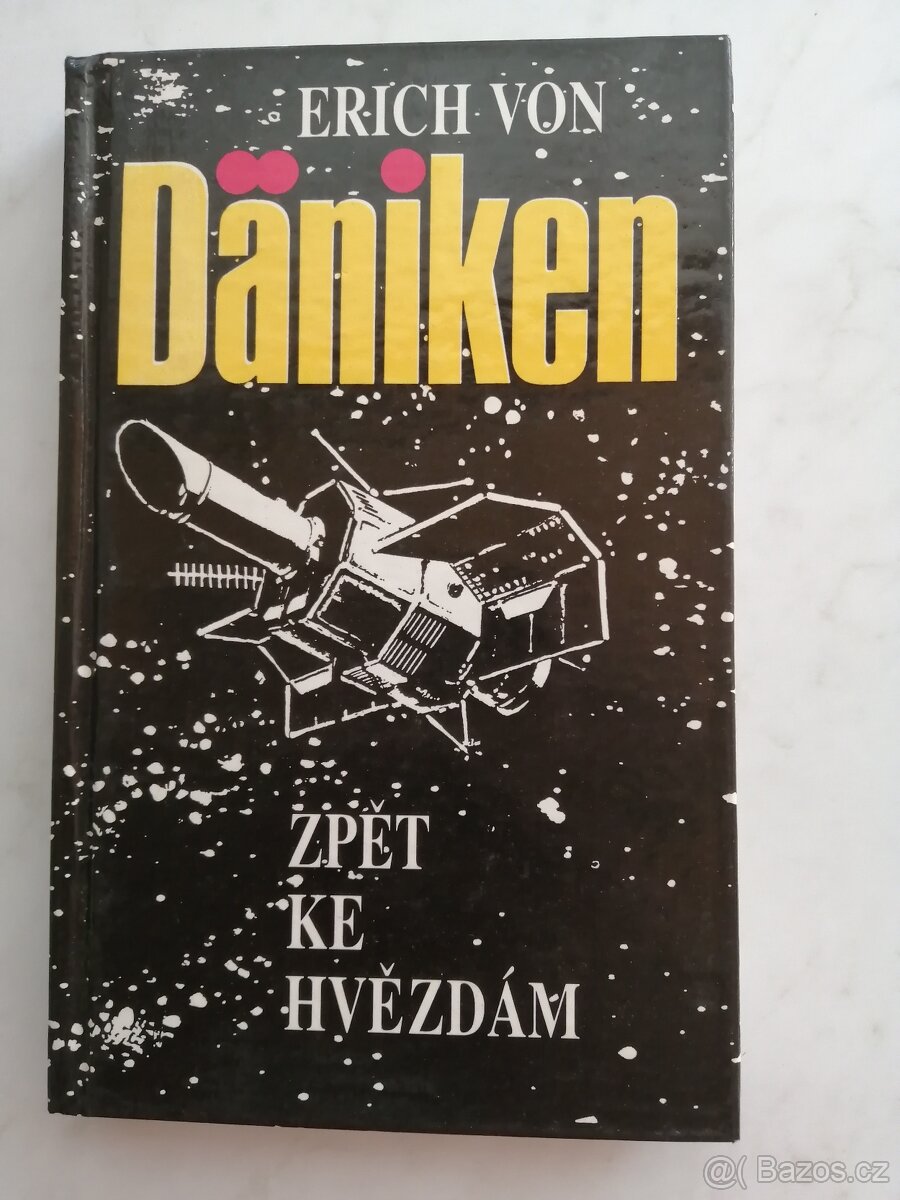 ERICH VON
Däniken
ZPĚT
KE
HVĚZDÁM
@( Bazos.cz